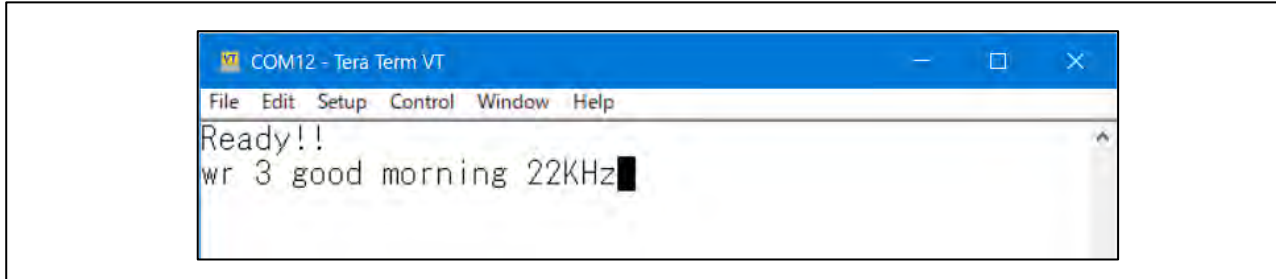 COM12 - Tera Term VT
File Edit Setup Control Window Help
Ready!!
wr 3 good morning 22KHz